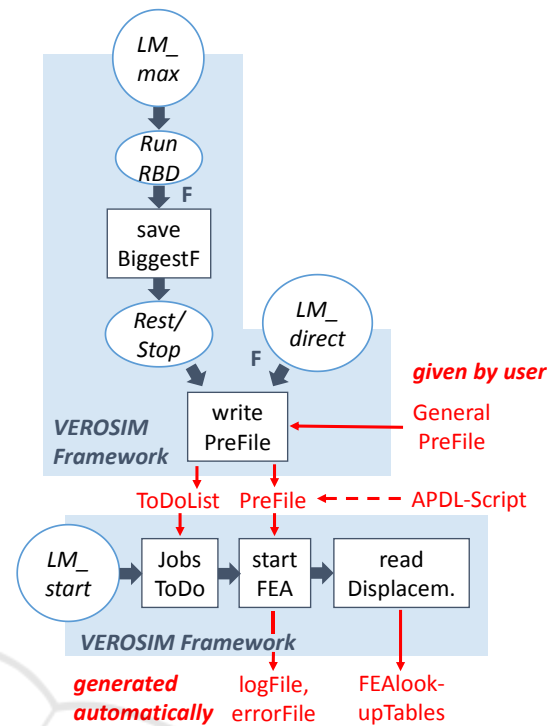 LM_
max
Run
RBD
F
save
BiggestF
Rest/
Stop
LM_
direct
F
given by user
write
PreFile
General
PreFile
VEROSIM
Framework
ToDoList
PreFile
APDL-Script
LM_
start
Jobs
ToDo
start
FEA
read
Displacem.
VEROSIM Framework
generated
automatically
logFile,
errorFile
FEAlook-
upTables